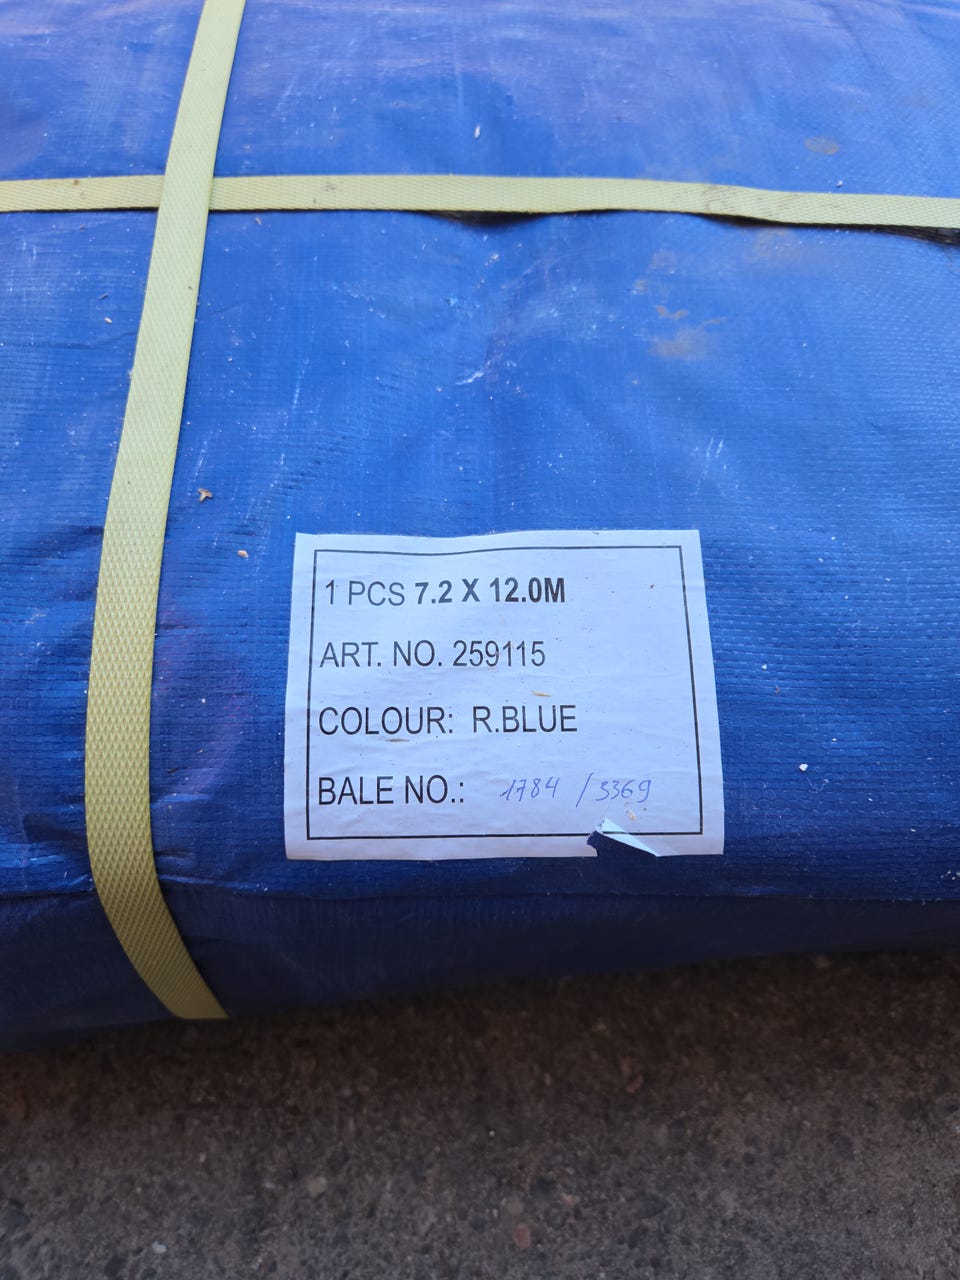 1 PCS 7.2 X 12.0M
ART. NO. 259115
COLOUR: R.BLUE
BALE NO.: 1784 / 3369